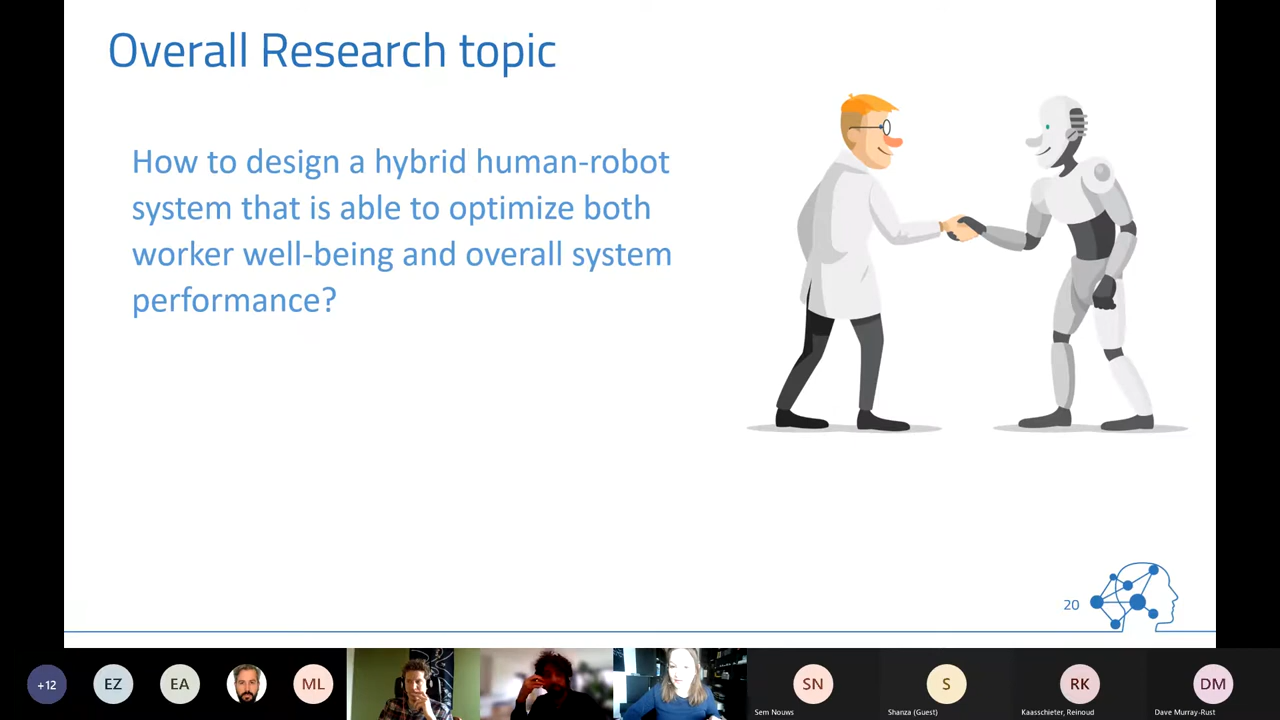 Overall Research topic
How to design a hybrid human-robot
system that is able to optimize both
worker well-being and overall system
performance?
20
+12
EZ
EA
ML
SN
Sem Nouws
S
Shanza (Guest)
RK
Kaasschieter, Reinoud
DM
Dave Murray-Rust